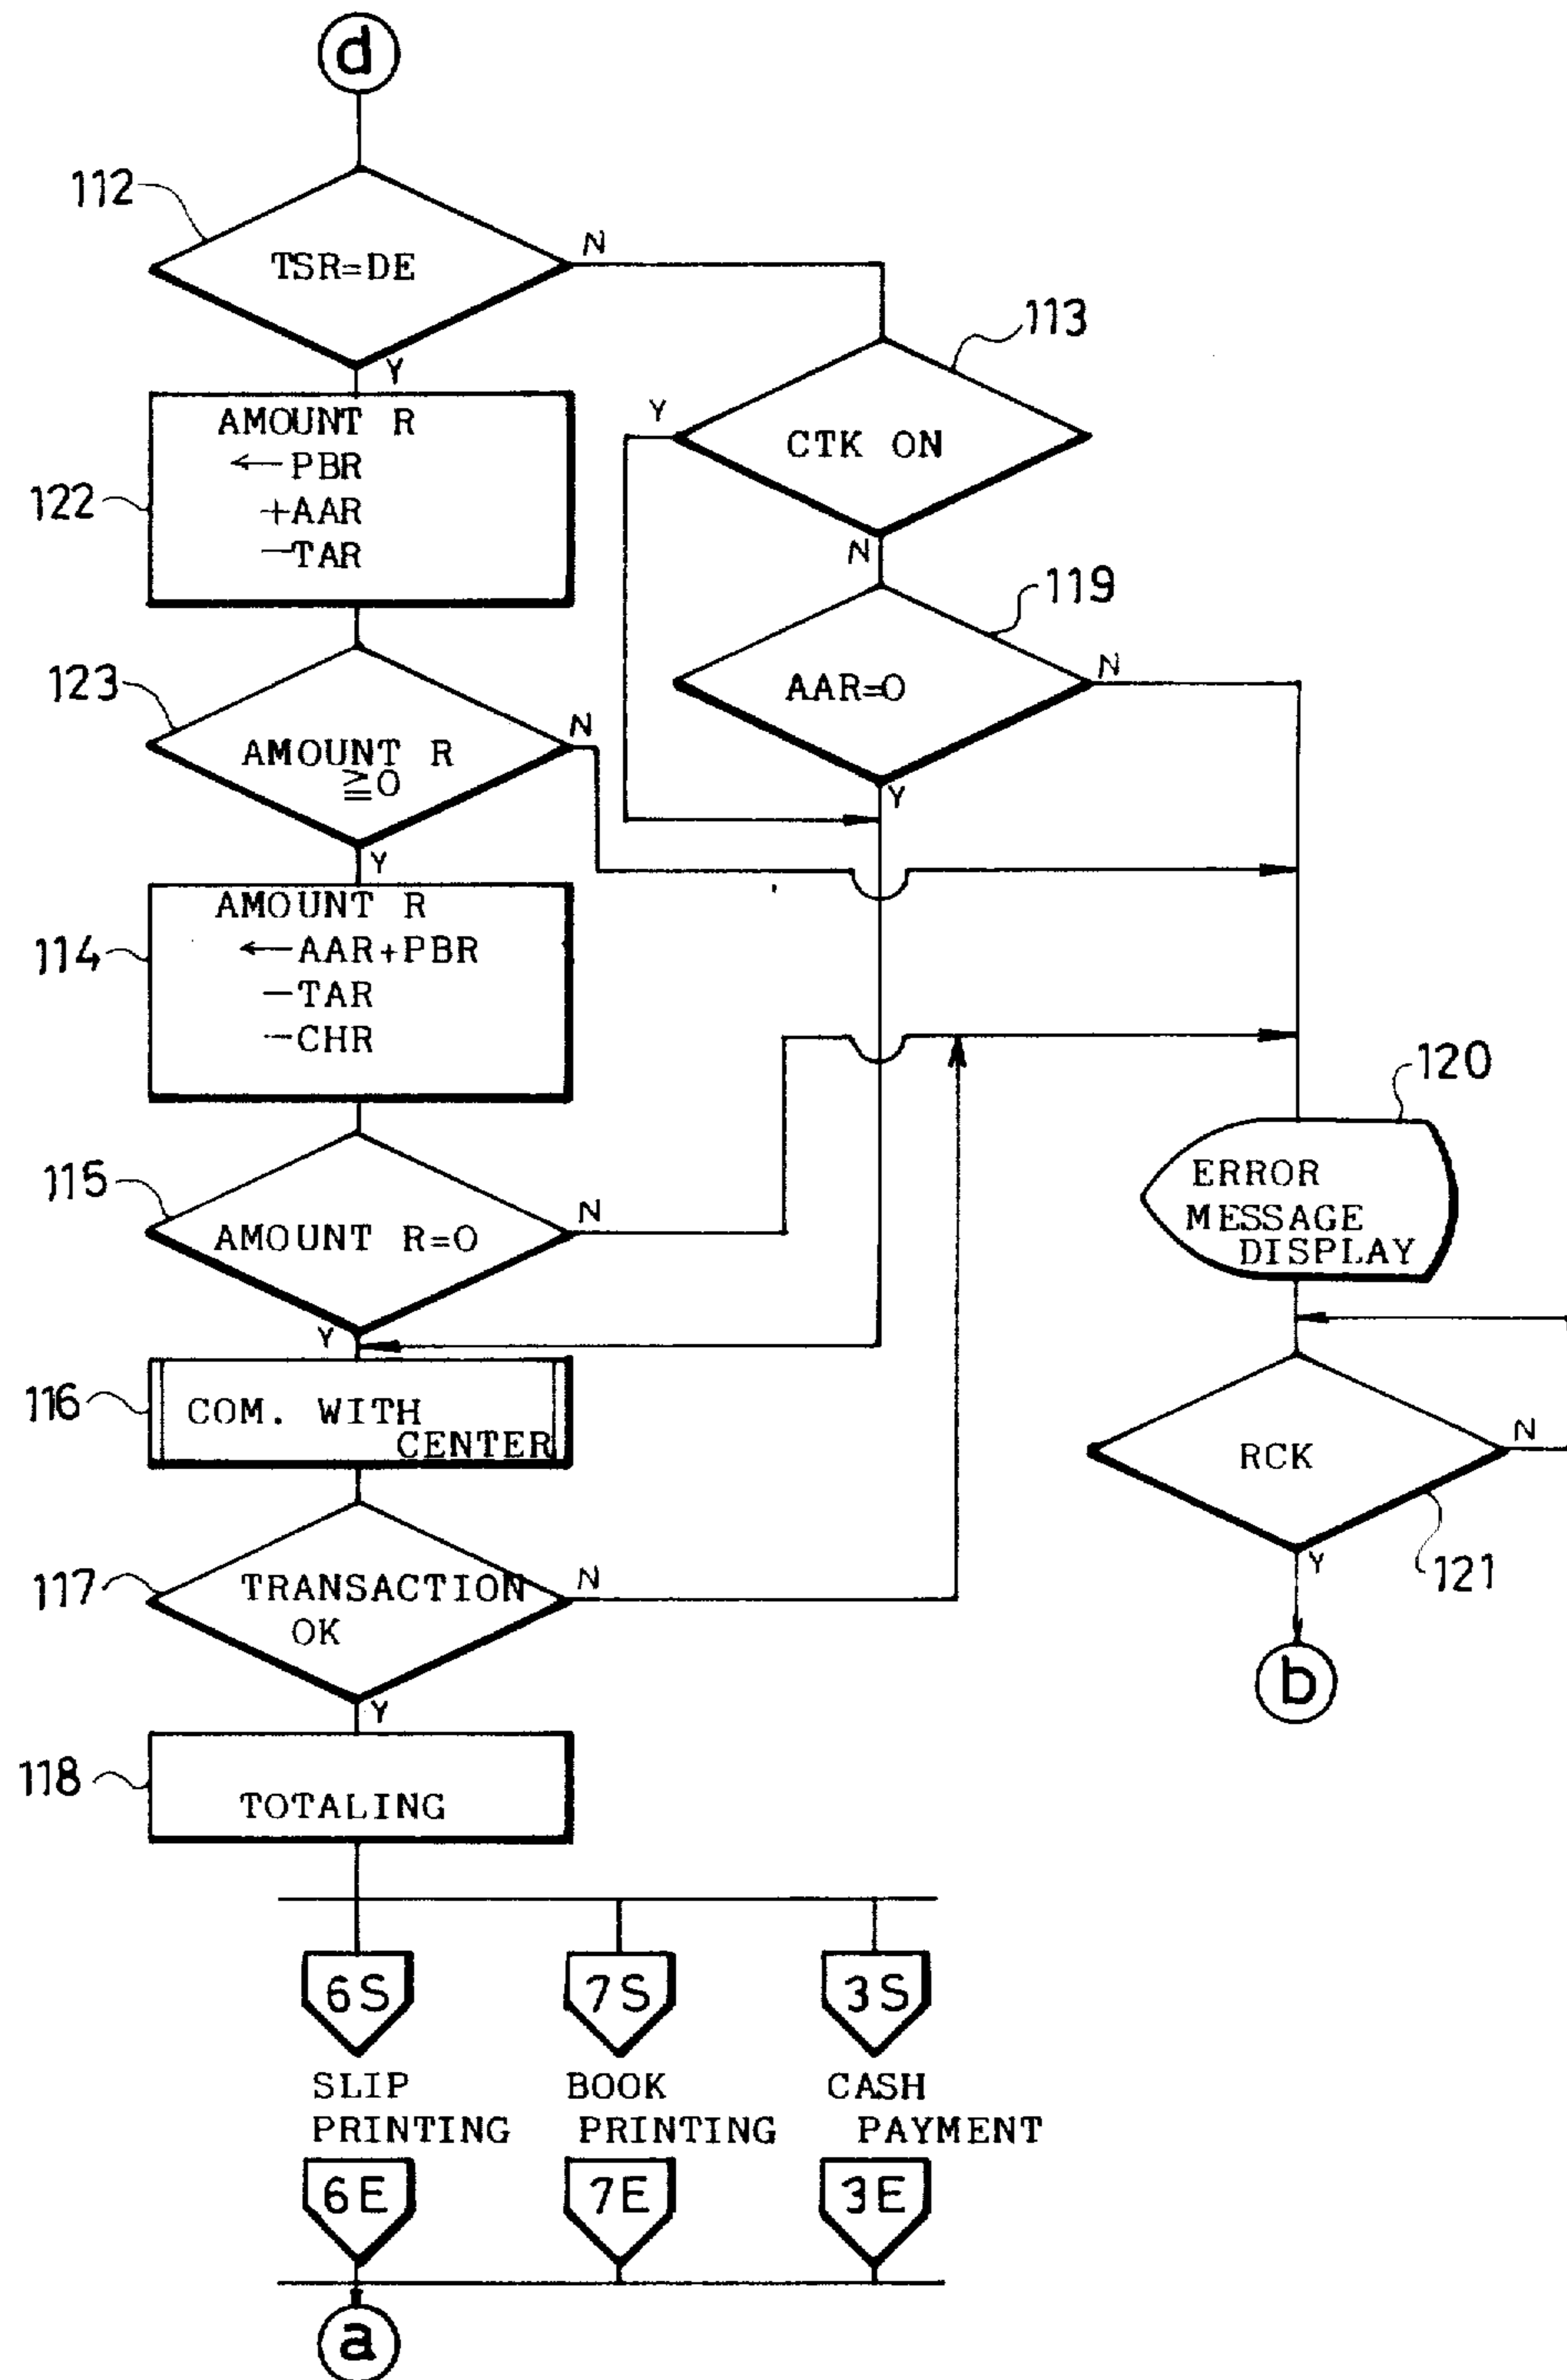 d
112
TSR=DE
N
Y
113
CTK ON
Y
N
122
AMOUNT R
←PBR
+AAR
−TAR
119
AAR=0
N
Y
123
AMOUNT R
≧0
N
Y
114
AMOUNT R
←AAR+PBR
−TAR
−CHR
115
AMOUNT R=0
N
Y
120
ERROR
MESSAGE
DISPLAY
116
COM. WITH
CENTER
RCK
N
Y
121
b
117
TRANSACTION
OK
N
Y
118
TOTALING
6S
7S
3S
SLIP
PRINTING
BOOK
PRINTING
CASH
PAYMENT
6E
7E
3E
a